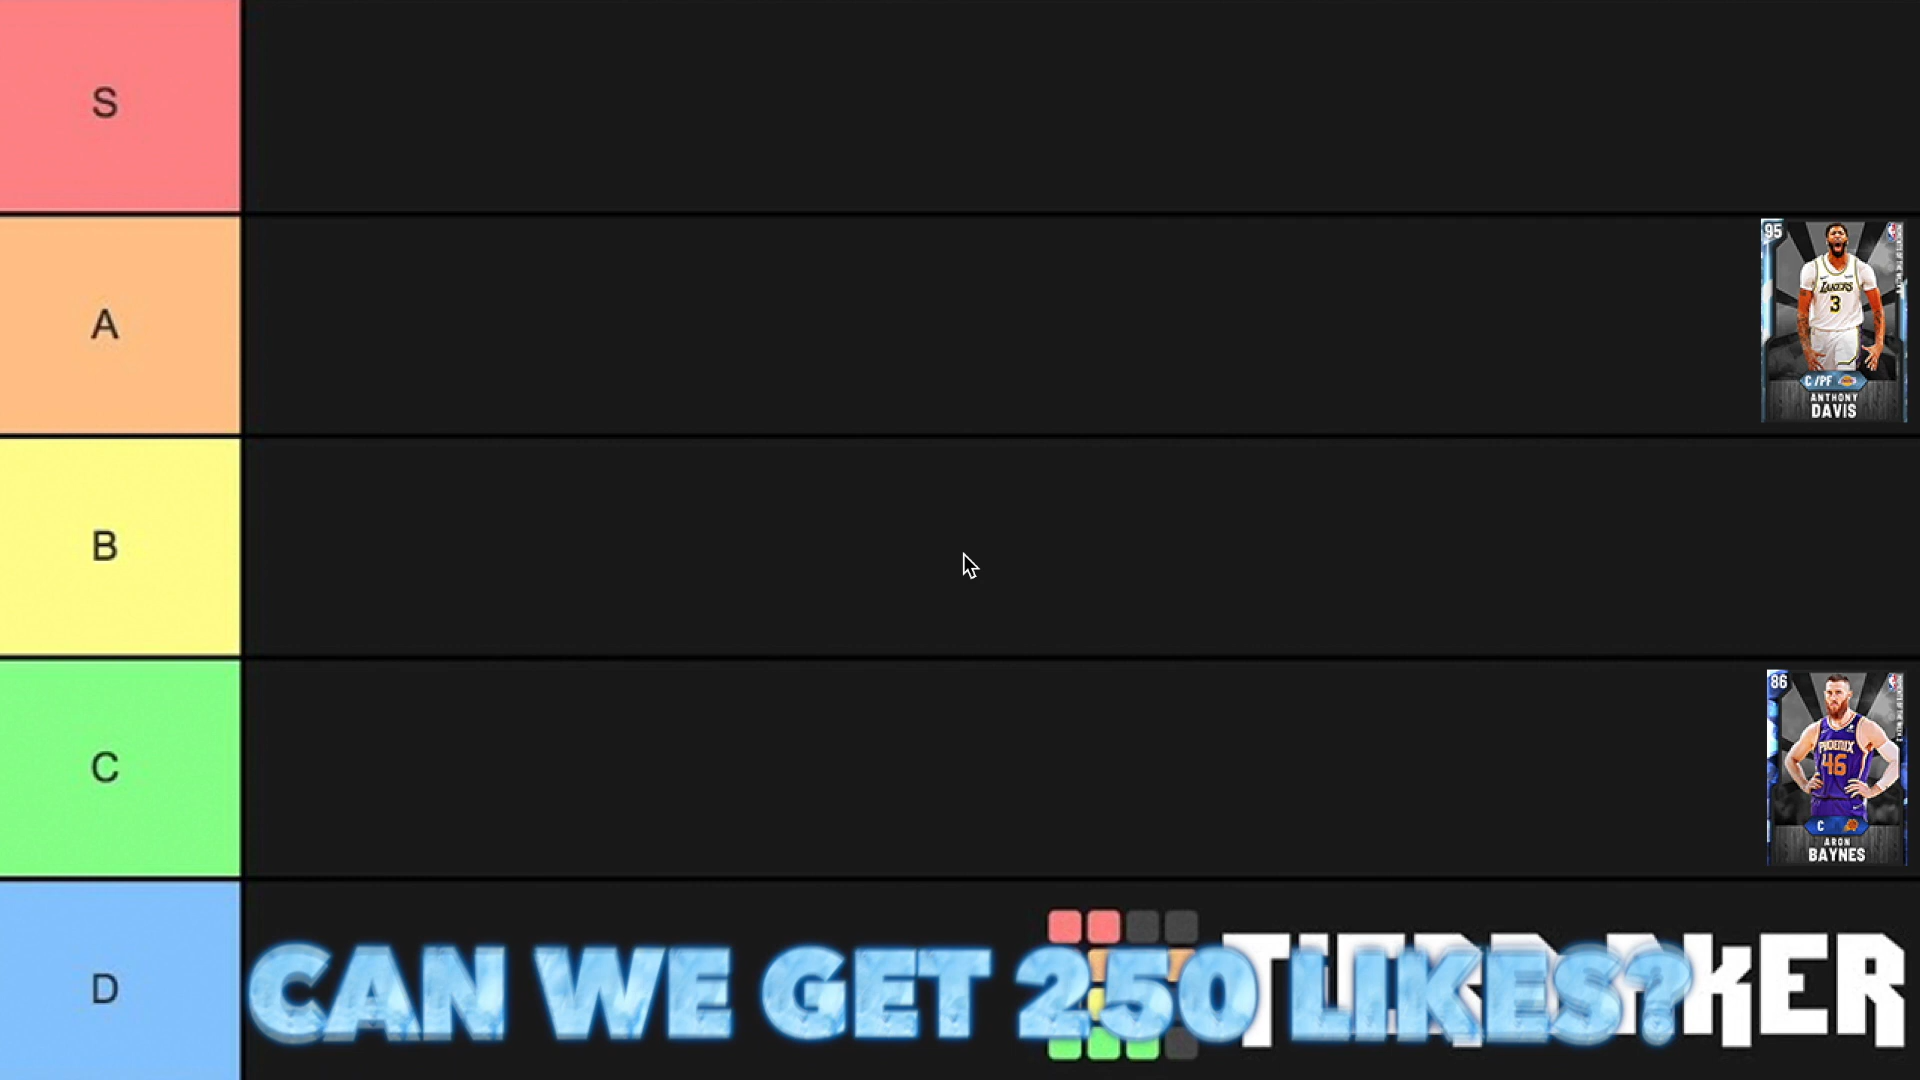 S
A
95
LAKERS
3
C/PF
ANTHONY
DAVIS
B
C
86
PHOENIX
46
C
ARON
BAYNES
D
CAN WE GET 250 LIKES?